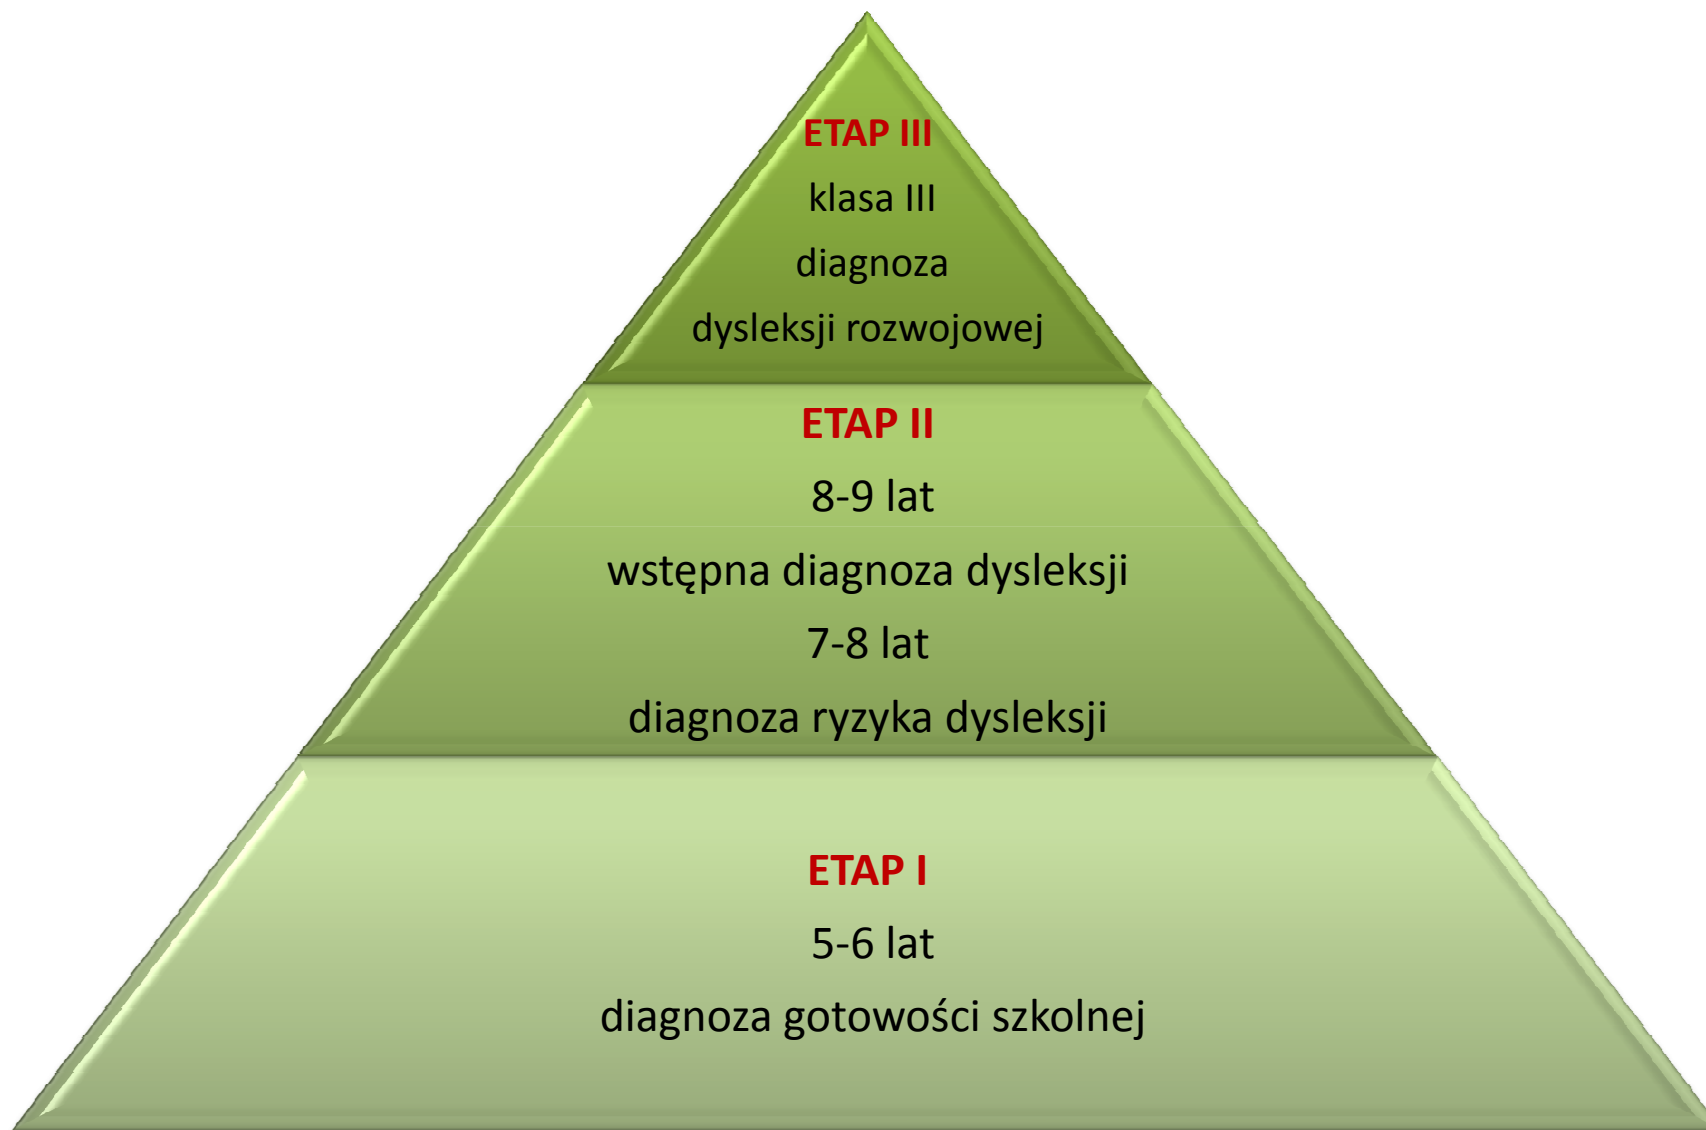 ETAP III
klasa III
diagnoza
dysleksji rozwojowej
ETAP II
8-9 lat
wstępna diagnoza dysleksji
7-8 lat
diagnoza ryzyka dysleksji
ETAP I
5-6 lat
diagnoza gotowości szkolnej